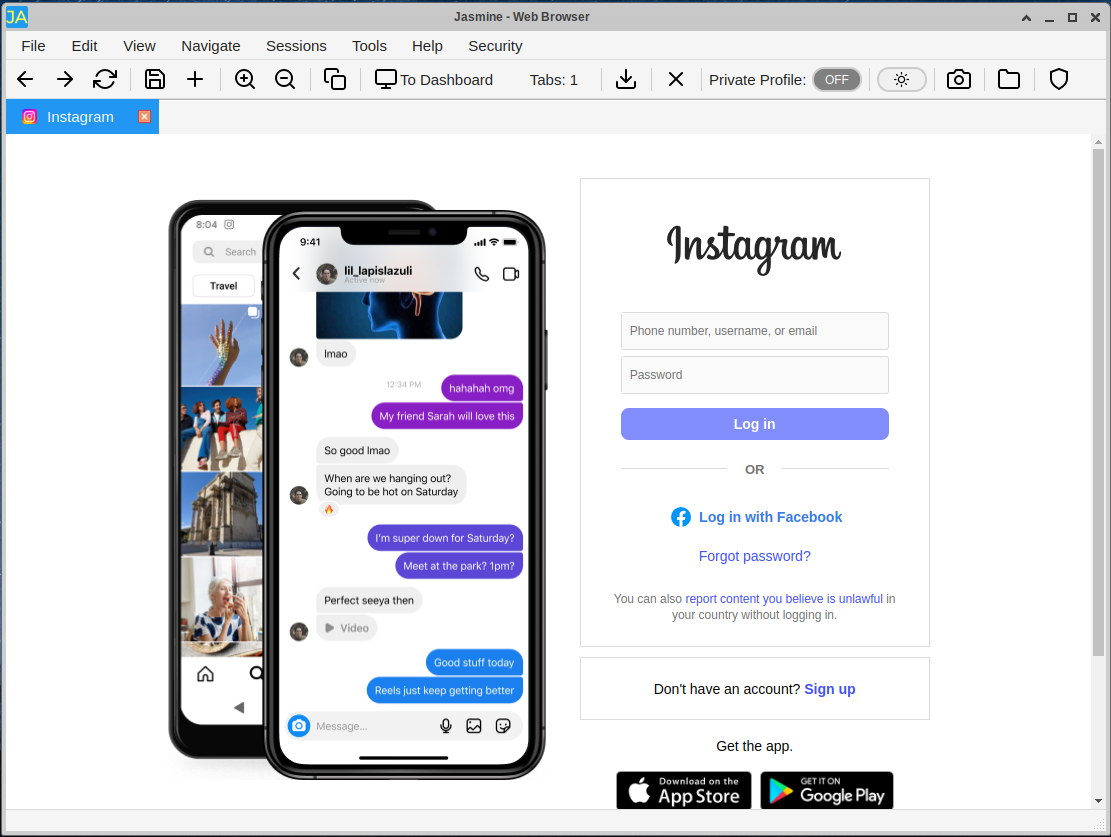 JA
Jasmine - Web Browser
File Edit View Navigate Sessions Tools Help Security
To Dashboard Tabs: 1 Private Profile: OFF
Instagram
8:04
Search
Travel
9:41
lil_lapislazuli
Active now
lmao
12:34 PM
hahahah omg
My friend Sarah will love this
So good lmao
When are we hanging out?
Going to be hot on Saturday
I'm super down for Saturday?
Meet at the park? 1pm?
Perfect seeya then
Video
Good stuff today
Reels just keep getting better
Message...
Instagram
Phone number, username, or email
Password
Log in
OR
Log in with Facebook
Forgot password?
You can also report content you believe is unlawful in
your country without logging in.
Don't have an account? Sign up
Get the app.
Download on the
App Store
GET IT ON
Google Play